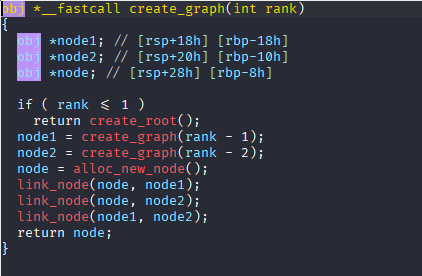 obj *__fastcall create_graph(int rank)
{
  obj *node1; // [rsp+18h] [rbp-18h]
  obj *node2; // [rsp+20h] [rbp-10h]
  obj *node; // [rsp+28h] [rbp-8h]

  if ( rank <= 1 )
    return create_root();
  node1 = create_graph(rank - 1);
  node2 = create_graph(rank - 2);
  node = alloc_new_node();
  link_node(node, node1);
  link_node(node, node2);
  link_node(node1, node2);
  return node;
}